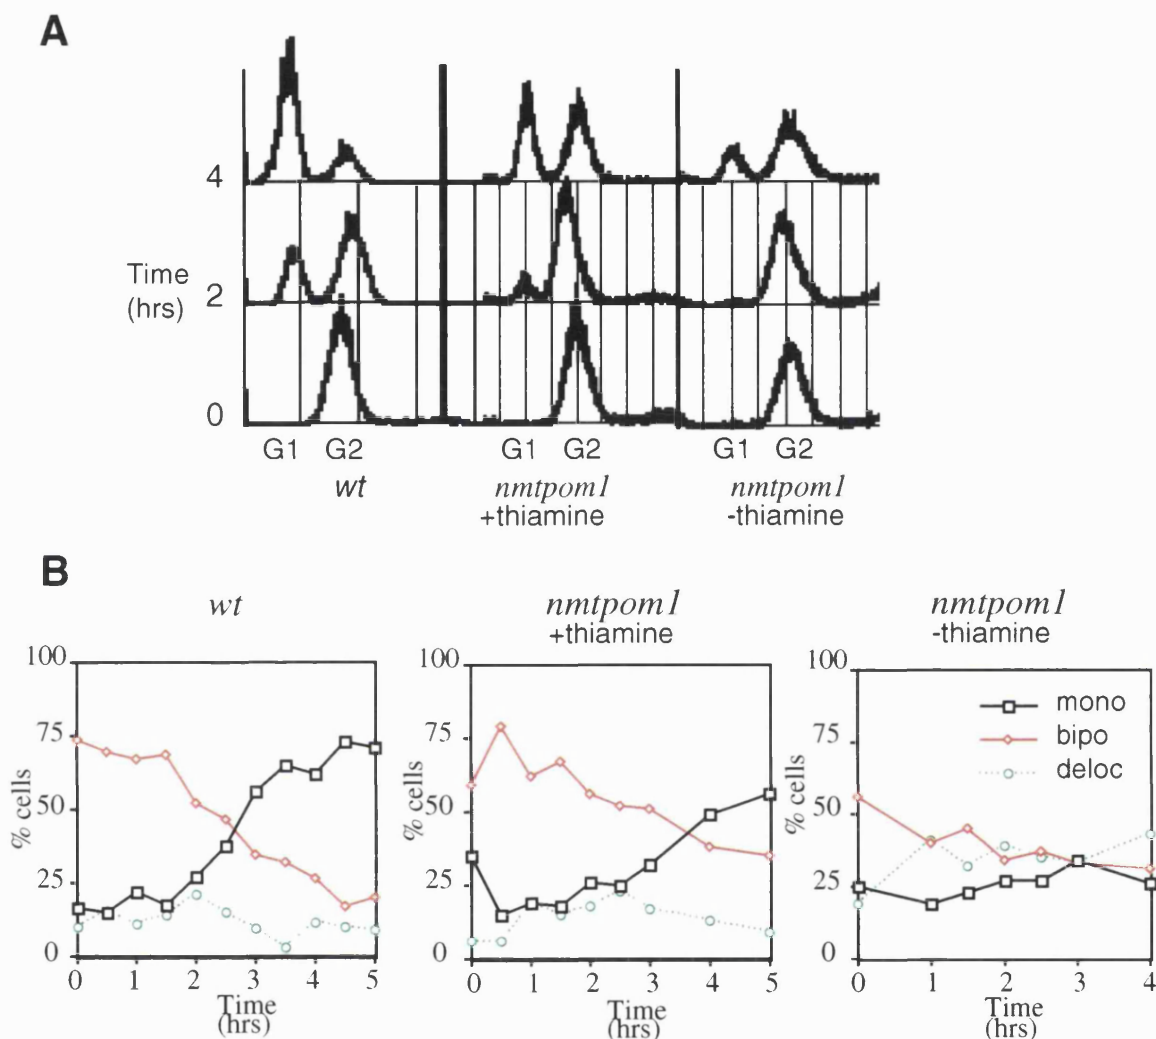 A
4
Time
(hrs)
2
0
G1 G2 G1 G2 G1 G2
wt nmtpom1 nmtpom1
+thiamine -thiamine
B
wt nmtpom1 nmtpom1
+thiamine -thiamine
100 100 100
75 75 75
50 50 50
25 25 25
0 0 0
% cells % cells % cells
mono
bipo
deloc
0 1 2 3 4 5 0 1 2 3 4 5 0 1 2 3 4
Time Time Time
(hrs) (hrs) (hrs)